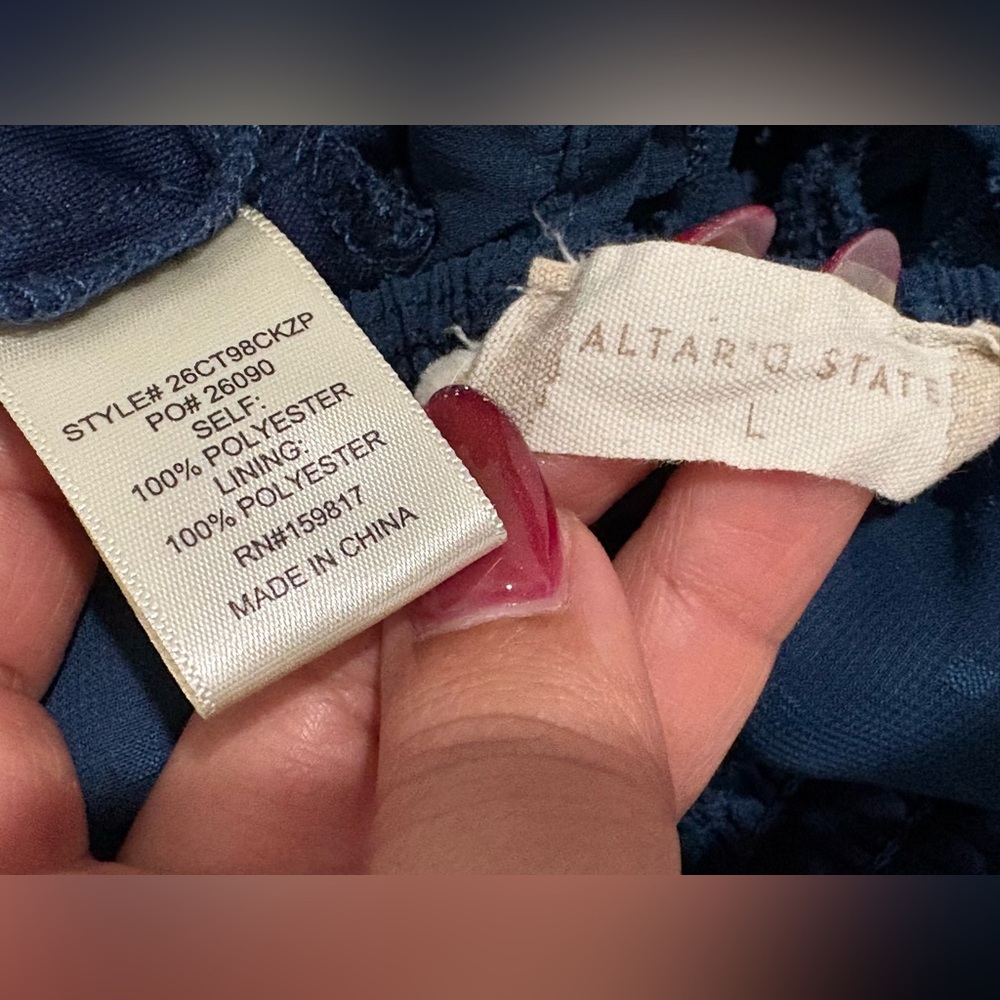 STYLE# 26CT98CKZP
PO# 26090
SELF:
100% POLYESTER
LINING:
100% POLYESTER
RN#159817
MADE IN CHINA
ALTAR'D STATE
L